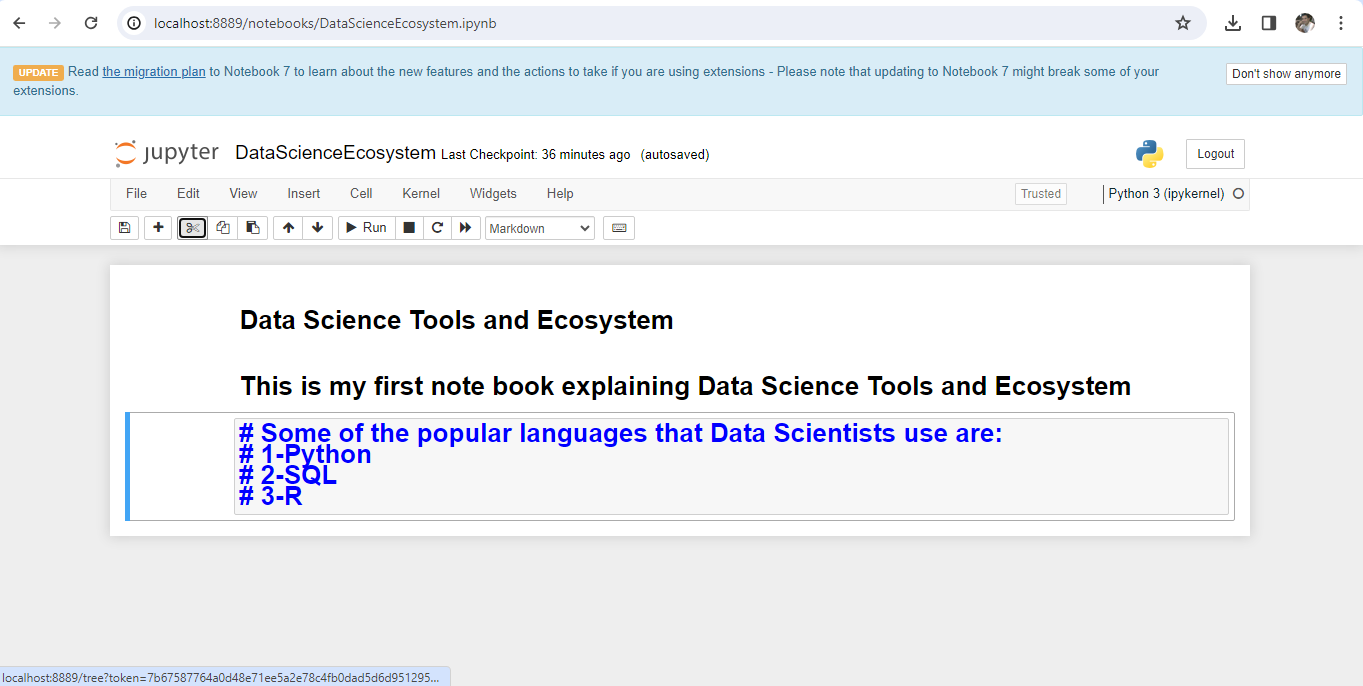 localhost:8889/notebooks/DataScienceEcosystem.ipynb
UPDATE Read the migration plan to Notebook 7 to learn about the new features and the actions to take if you are using extensions - Please note that updating to Notebook 7 might break some of your
extensions.
Don't show anymore
jupyter DataScienceEcosystem Last Checkpoint: 36 minutes ago (autosaved)
Logout
File Edit View Insert Cell Kernel Widgets Help
Trusted Python 3 (ipykernel)
Run Markdown
Data Science Tools and Ecosystem
This is my first note book explaining Data Science Tools and Ecosystem
# Some of the popular languages that Data Scientists use are:
# 1-Python
# 2-SQL
# 3-R
localhost:8889/tree?token=7b67587764a0d48e71ee5a2e78c4fb0dad5d6d951295...